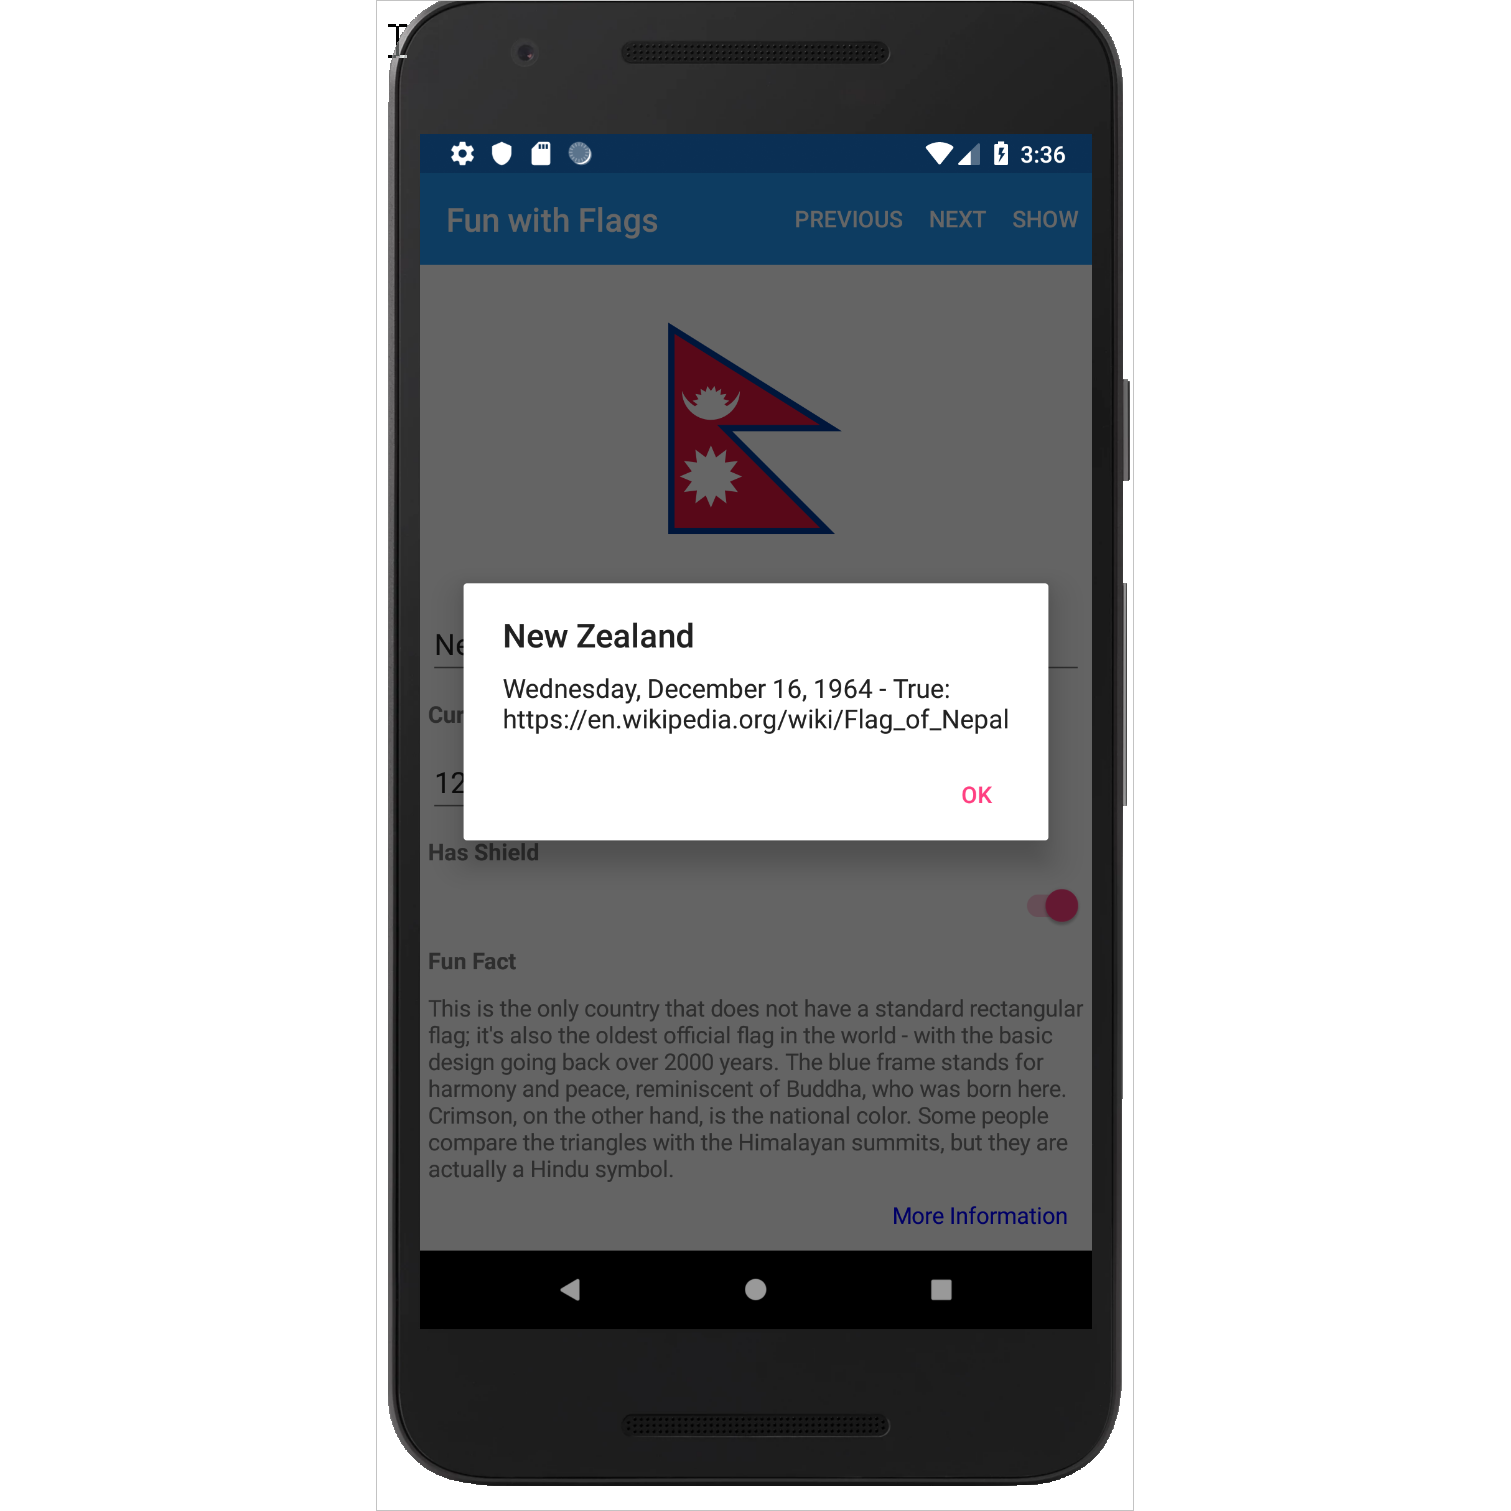 3:36
Fun with Flags PREVIOUS NEXT SHOW
New Zealand
Wednesday, December 16, 1964 - True:
https://en.wikipedia.org/wiki/Flag_of_Nepal
OK
Has Shield
Fun Fact
This is the only country that does not have a standard rectangular
flag; it's also the oldest official flag in the world - with the basic
design going back over 2000 years. The blue frame stands for
harmony and peace, reminiscent of Buddha, who was born here.
Crimson, on the other hand, is the national color. Some people
compare the triangles with the Himalayan summits, but they are
actually a Hindu symbol.
More Information